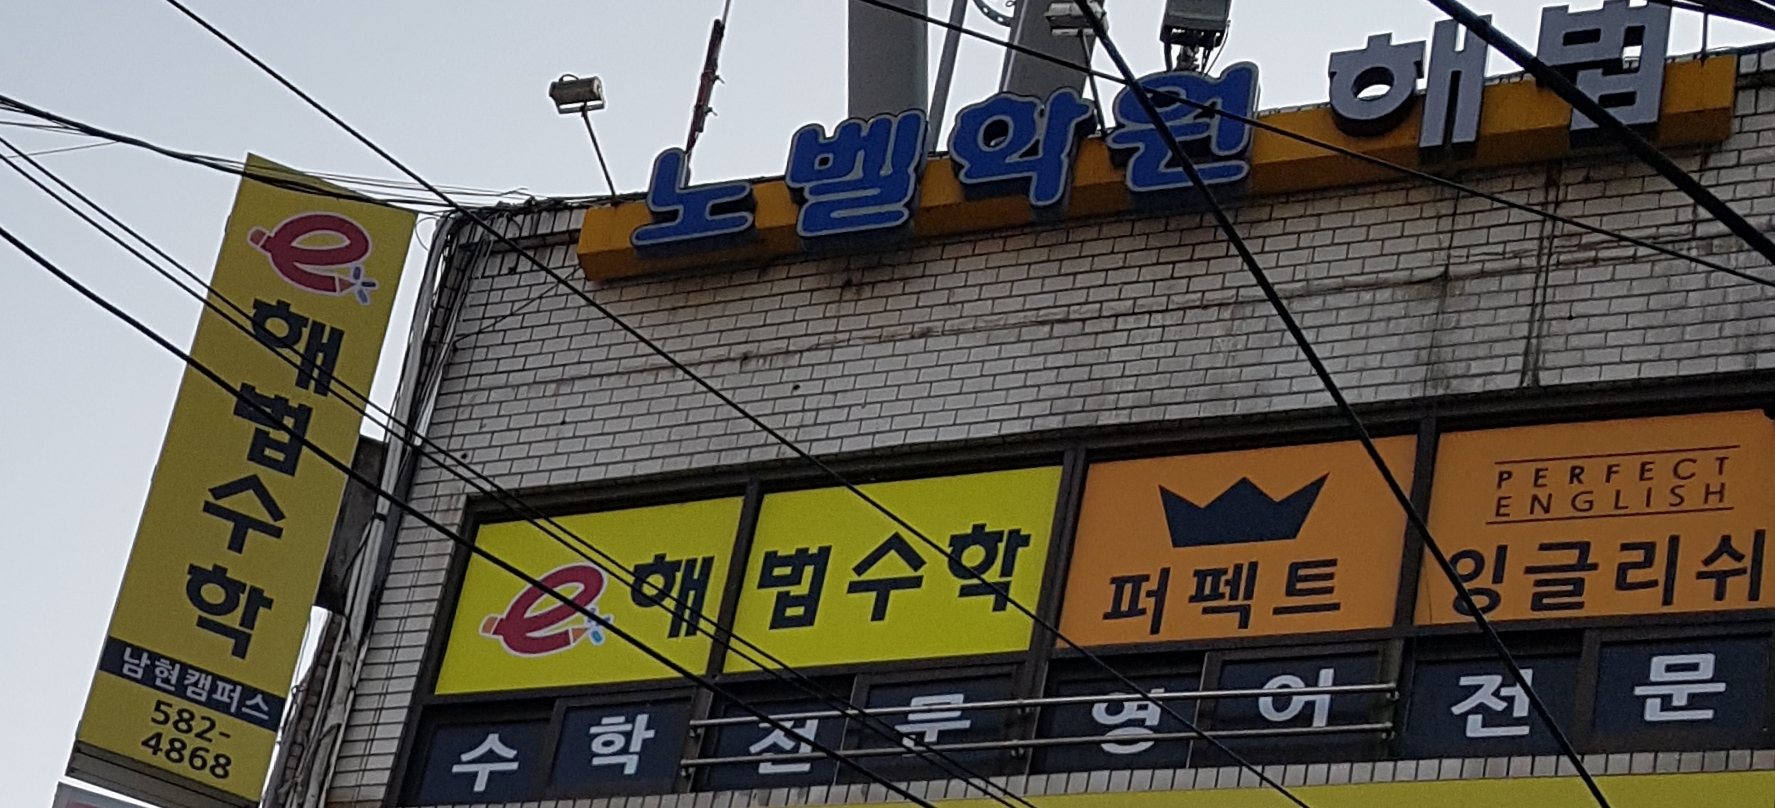 노벨학원 해법
e 해법수학
남현캠퍼스
582-
4868
e 해법수학
퍼펙트
PERFECT
ENGLISH
잉글리쉬
수학전문영어전문